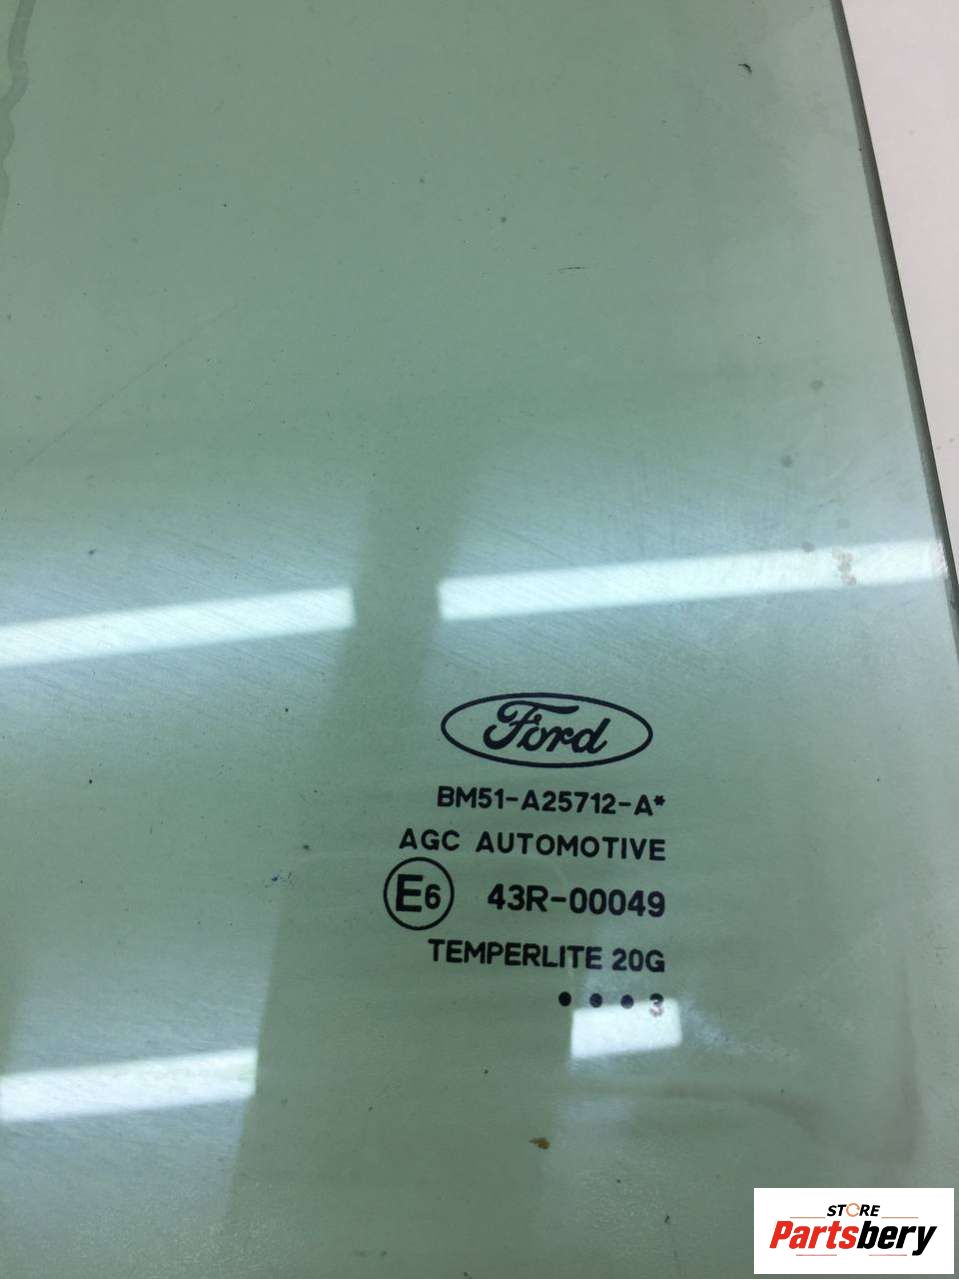 Ford
BM51-A25712-A*
AGC AUTOMOTIVE
E6 43R-00049
TEMPERLITE 20G
• • • 3
STORE
Partsbery